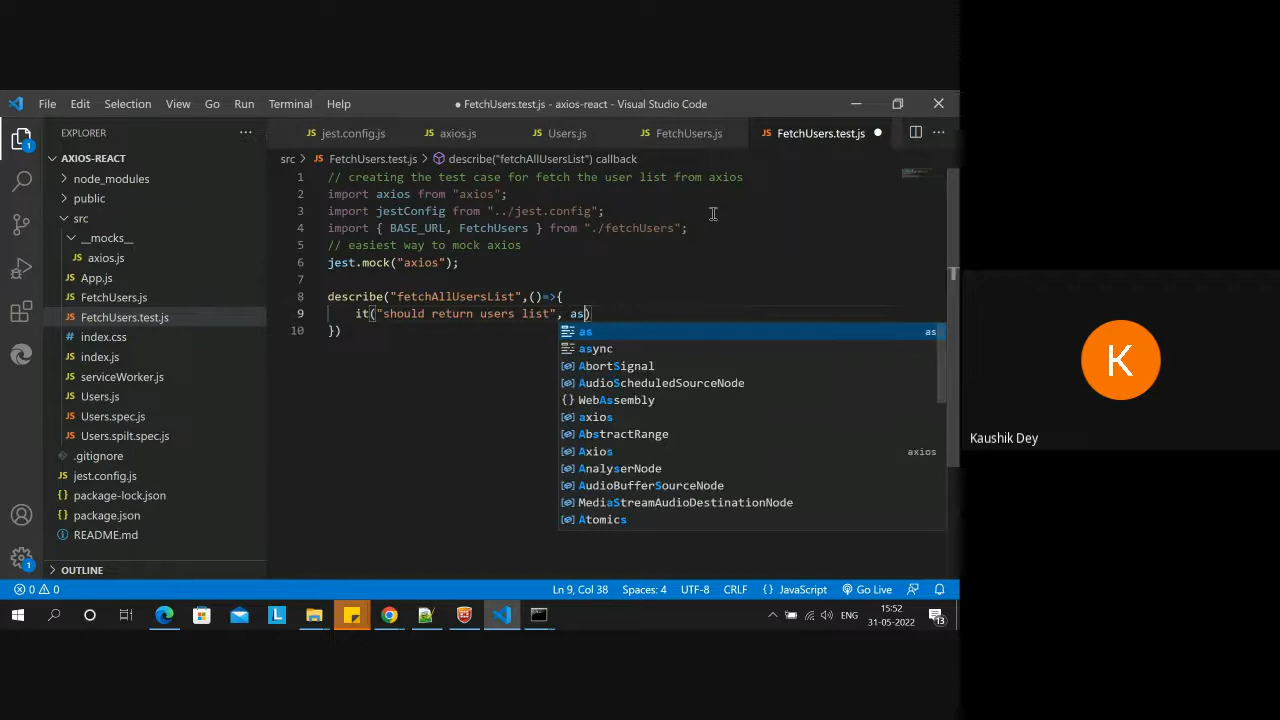 File Edit Selection View Go Run Terminal Help
● FetchUsers.test.js - axios-react - Visual Studio Code
EXPLORER
jest.config.js
axios.js
Users.js
FetchUsers.js
FetchUsers.test.js
AXIOS-REACT
node_modules
public
src
__mocks__
axios.js
App.js
FetchUsers.js
FetchUsers.test.js
index.css
index.js
serviceWorker.js
Users.js
Users.spec.js
Users.spilt.spec.js
.gitignore
jest.config.js
package-lock.json
package.json
README.md
OUTLINE
src > JS FetchUsers.test.js > describe("fetchAllUsersList") callback
1 // creating the test case for fetch the user list from axios
2 import axios from "axios";
3 import jestConfig from "../jest.config";
4 import { BASE_URL, FetchUsers } from "./fetchUsers";
5 // easiest way to mock axios
6 jest.mock("axios");
7
8 describe("fetchAllUsersList",()=>{
9 it("should return users list", as)
10 })
as as
async
AbortSignal
AudioScheduledSourceNode
WebAssembly
axios
AbstractRange
Axios axios
AnalyserNode
AudioBufferSourceNode
MediaStreamAudioDestinationNode
Atomics
0 0
Ln 9, Col 38 Spaces: 4 UTF-8 CRLF {} JavaScript Go Live
ENG
15:52
31-05-2022
13
K
Kaushik Dey